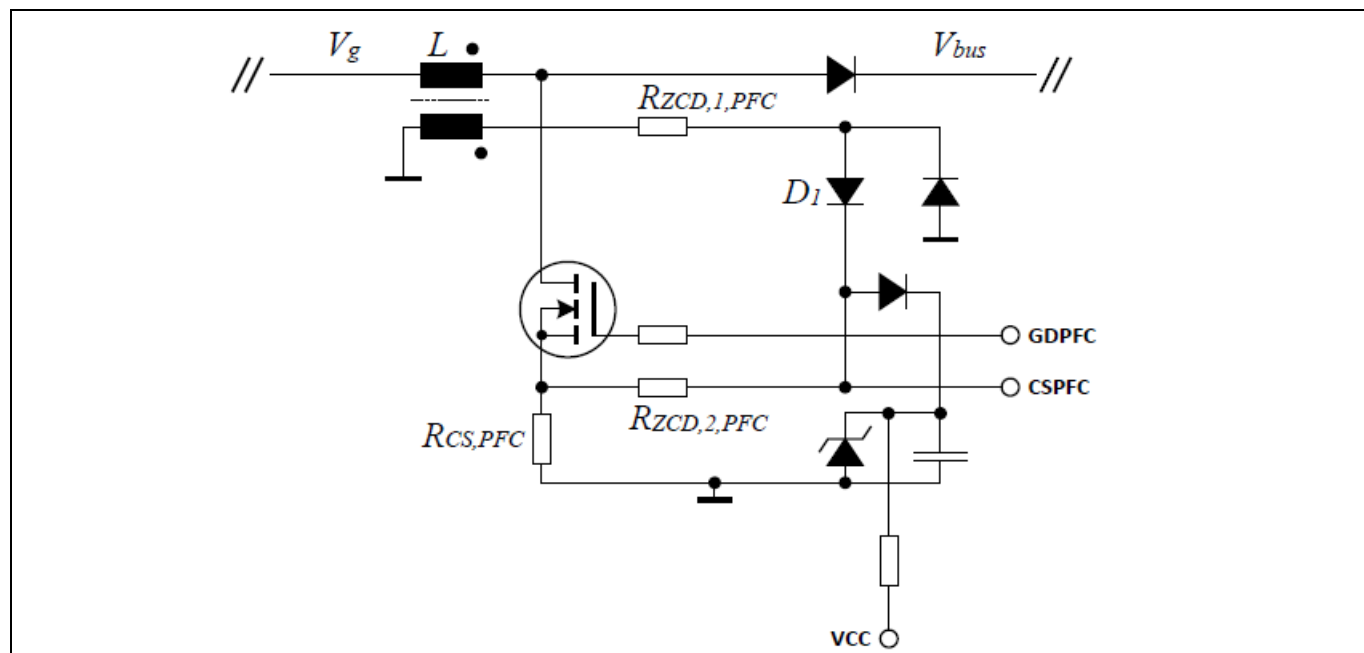 Vg L Vbus
RZCD,1,PFC
D1
GDPFC
CSPFC
RZCD,2,PFC
RCS,PFC
VCC